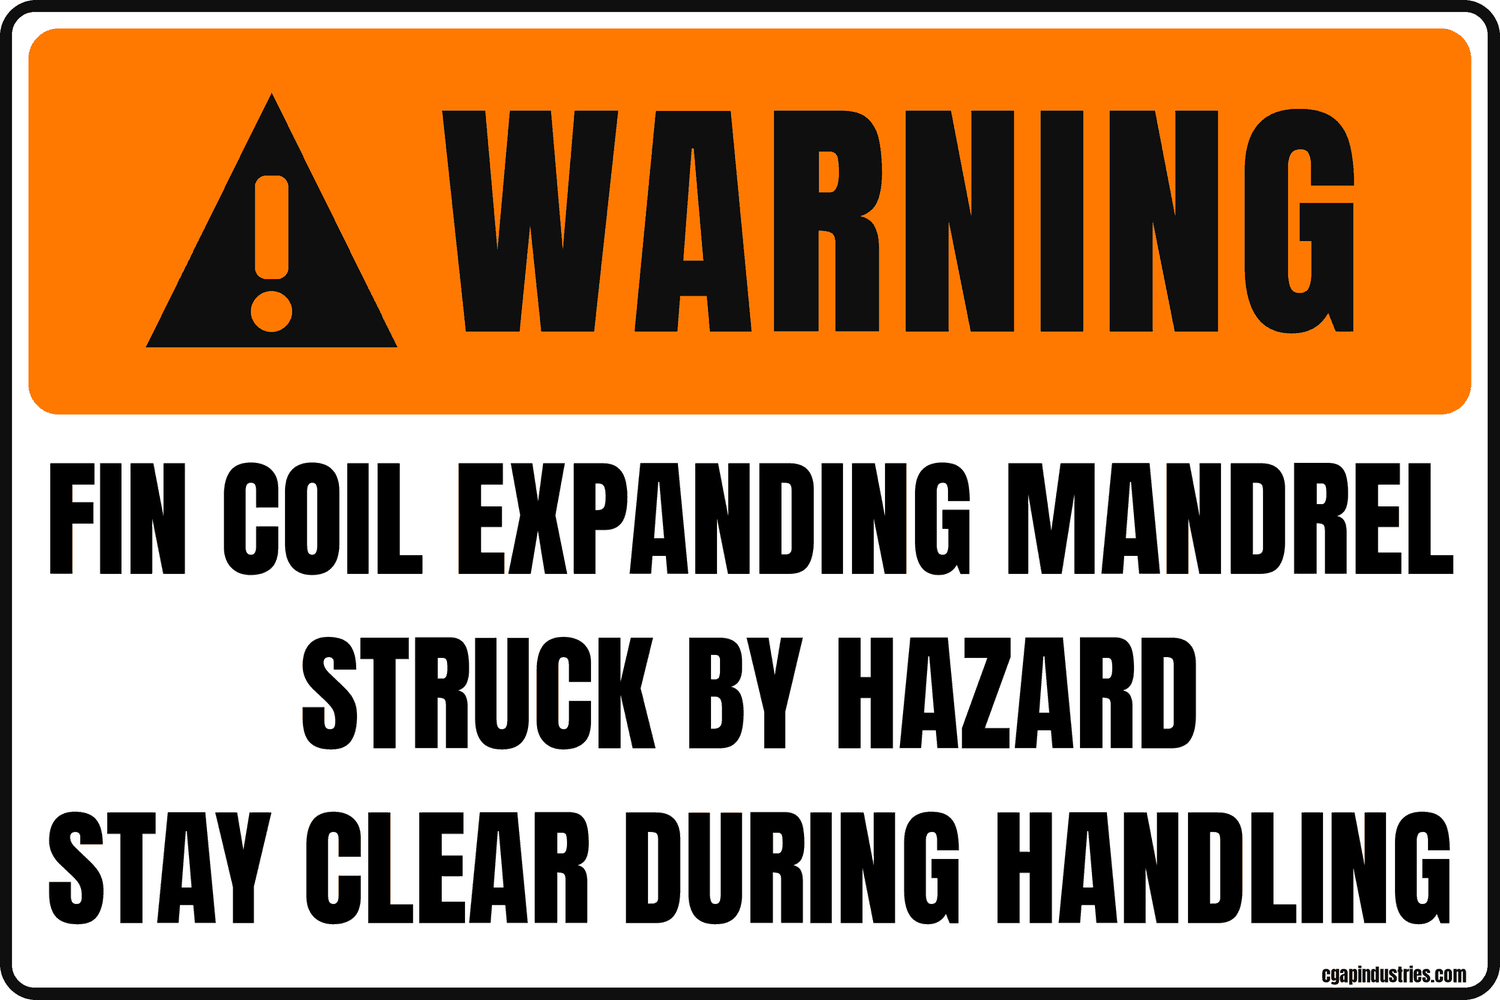 WARNING
FIN COIL EXPANDING MANDREL
STRUCK BY HAZARD
STAY CLEAR DURING HANDLING
cgapindustries.com